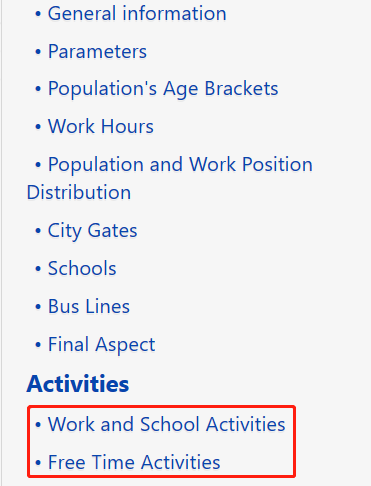 • General information
• Parameters
• Population's Age Brackets
• Work Hours
• Population and Work Position
Distribution
• City Gates
• Schools
• Bus Lines
• Final Aspect
Activities
• Work and School Activities
• Free Time Activities